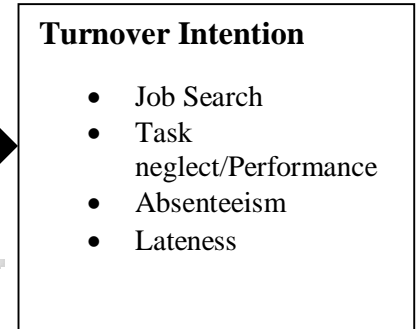 Turnover Intention
• Job Search
• Task
neglect/Performance
• Absenteeism
• Lateness